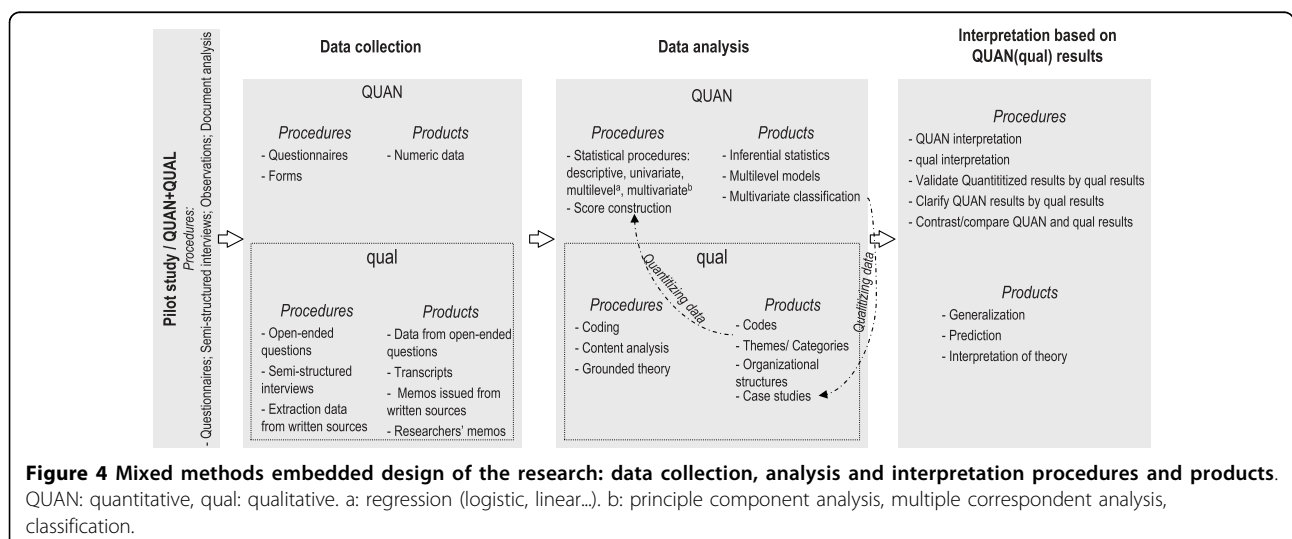 Pilot study / QUAN+QUAL
Procedures:
- Questionnaires; Semi-structured interviews; Observations; Document analysis
Data collection
QUAN
Procedures
- Questionnaires
- Forms
Products
- Numeric data
qual
Procedures
- Open-ended
questions
- Semi-structured
interviews
- Extraction data
from written sources
Products
- Data from open-ended
questions
- Transcripts
- Memos issued from
written sources
- Researchers' memos
Data analysis
QUAN
Procedures
- Statistical procedures:
descriptive, univariate,
multilevelᵃ, multivariateᵇ
- Score construction
Products
- Inferential statistics
- Multilevel models
- Multivariate classification
Quantitizing data
Qualitizing data
qual
Procedures
- Coding
- Content analysis
- Grounded theory
Products
- Codes
- Themes/ Categories
- Organizational
structures
- Case studies
Interpretation based on
QUAN(qual) results
Procedures
- QUAN interpretation
- qual interpretation
- Validate Quantititized results by qual results
- Clarify QUAN results by qual results
- Contrast/compare QUAN and qual results
Products
- Generalization
- Prediction
- Interpretation of theory
Figure 4 Mixed methods embedded design of the research: data collection, analysis and interpretation procedures and products.
QUAN: quantitative, qual: qualitative. a: regression (logistic, linear...). b: principle component analysis, multiple correspondent analysis,
classification.